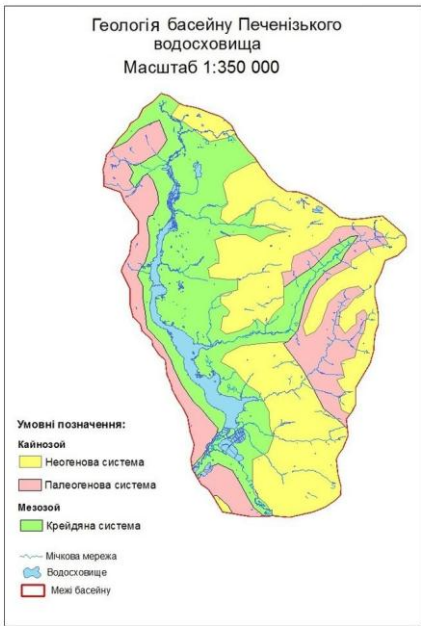 Геологія басейну Печенізького
водосховища
Масштаб 1:350 000
Умовні позначення:
Кайнозой
Неогенова система
Палеогенова система
Мезозой
Крейдяна система
Мічкова мережа
Водосховище
Межі басейну